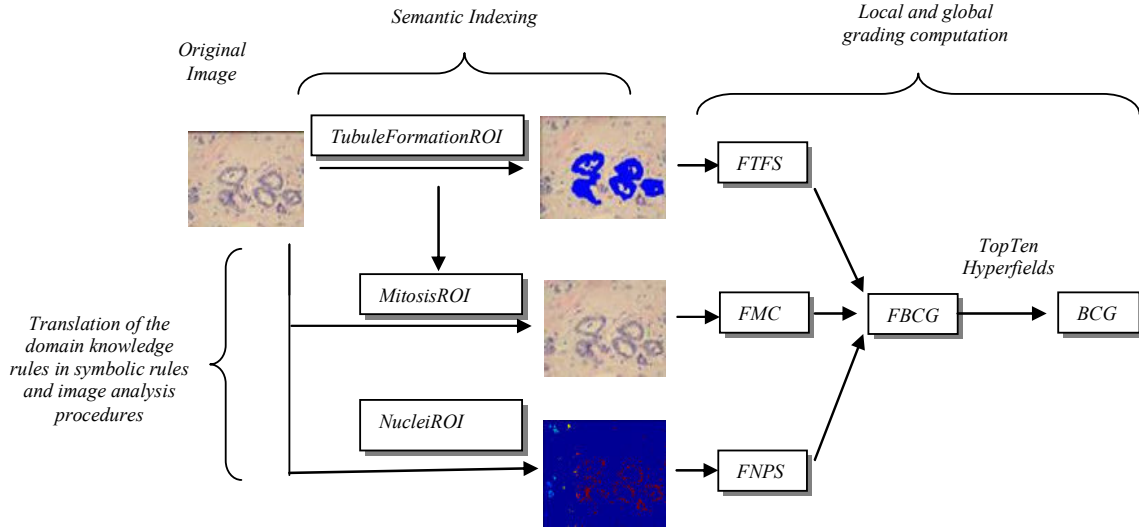 Semantic Indexing
Local and global
grading computation
Original
Image
TubuleFormationROI
FTFS
TopTen
Hyperfields
MitosisROI
FMC
FBCG
BCG
Translation of the
domain knowledge
rules in symbolic rules
and image analysis
procedures
NucleiROI
FNPS